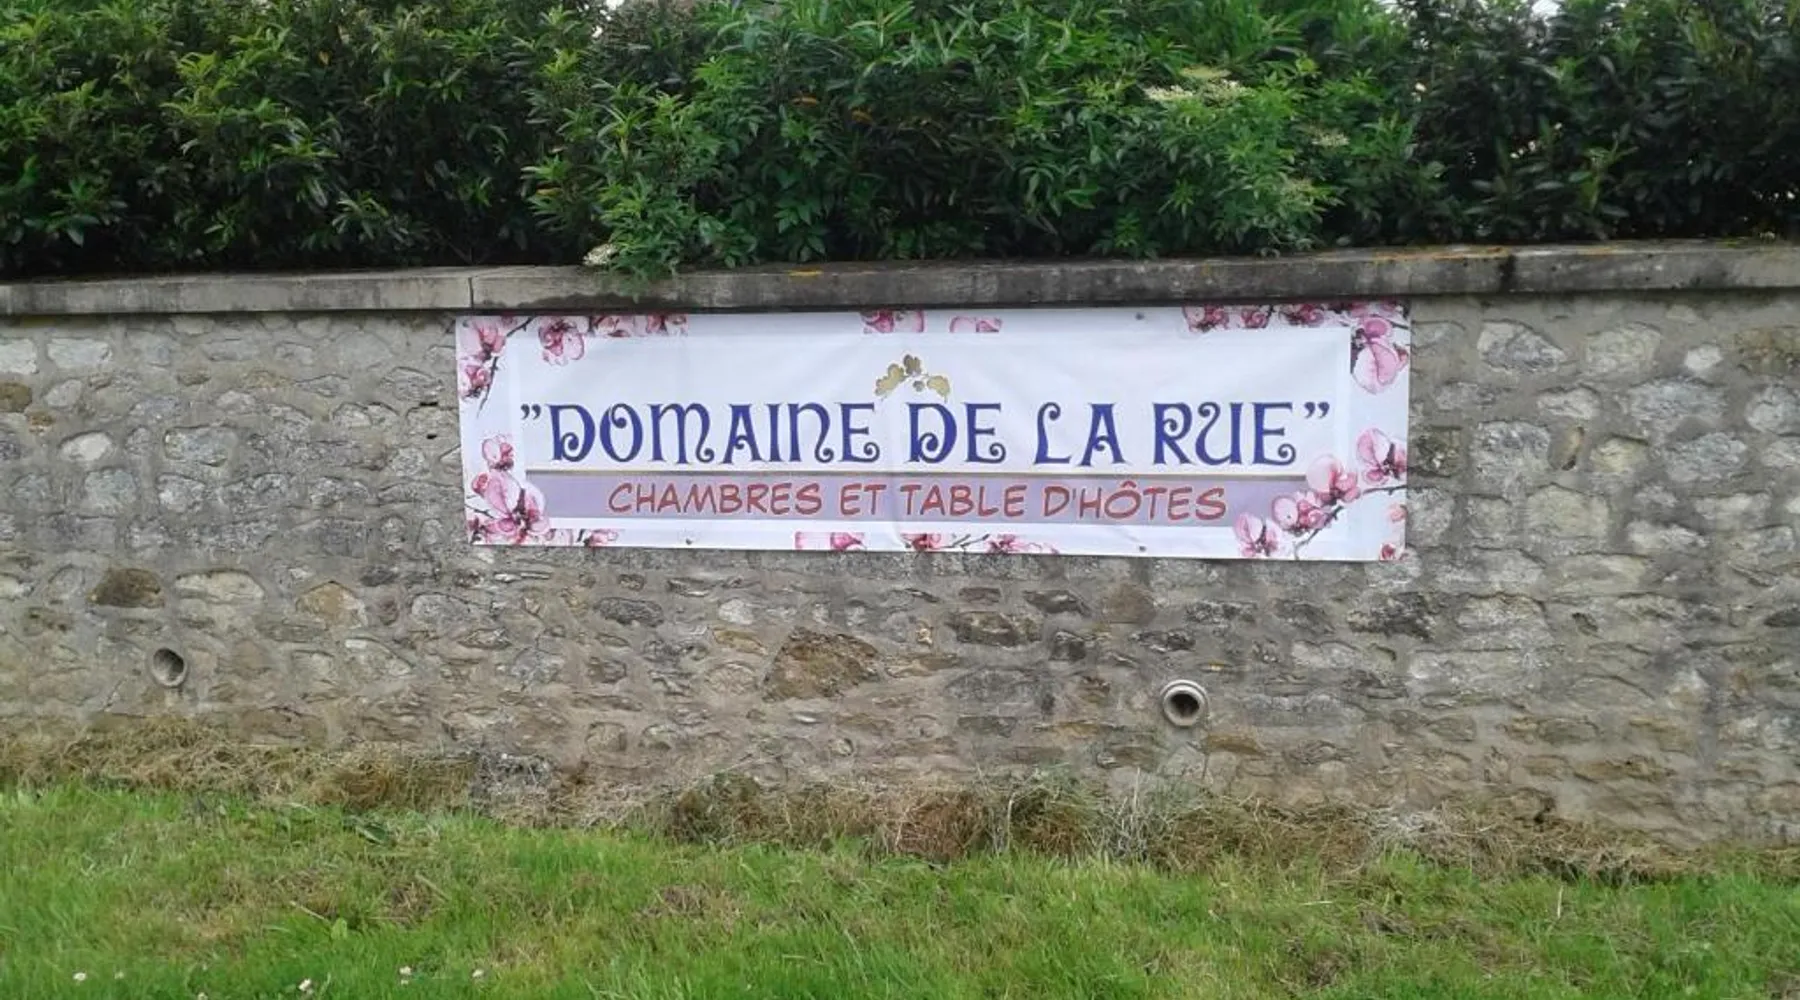 ”DOMAINE DE LA RUE”
CHAMBRES ET TABLE D'HÔTES